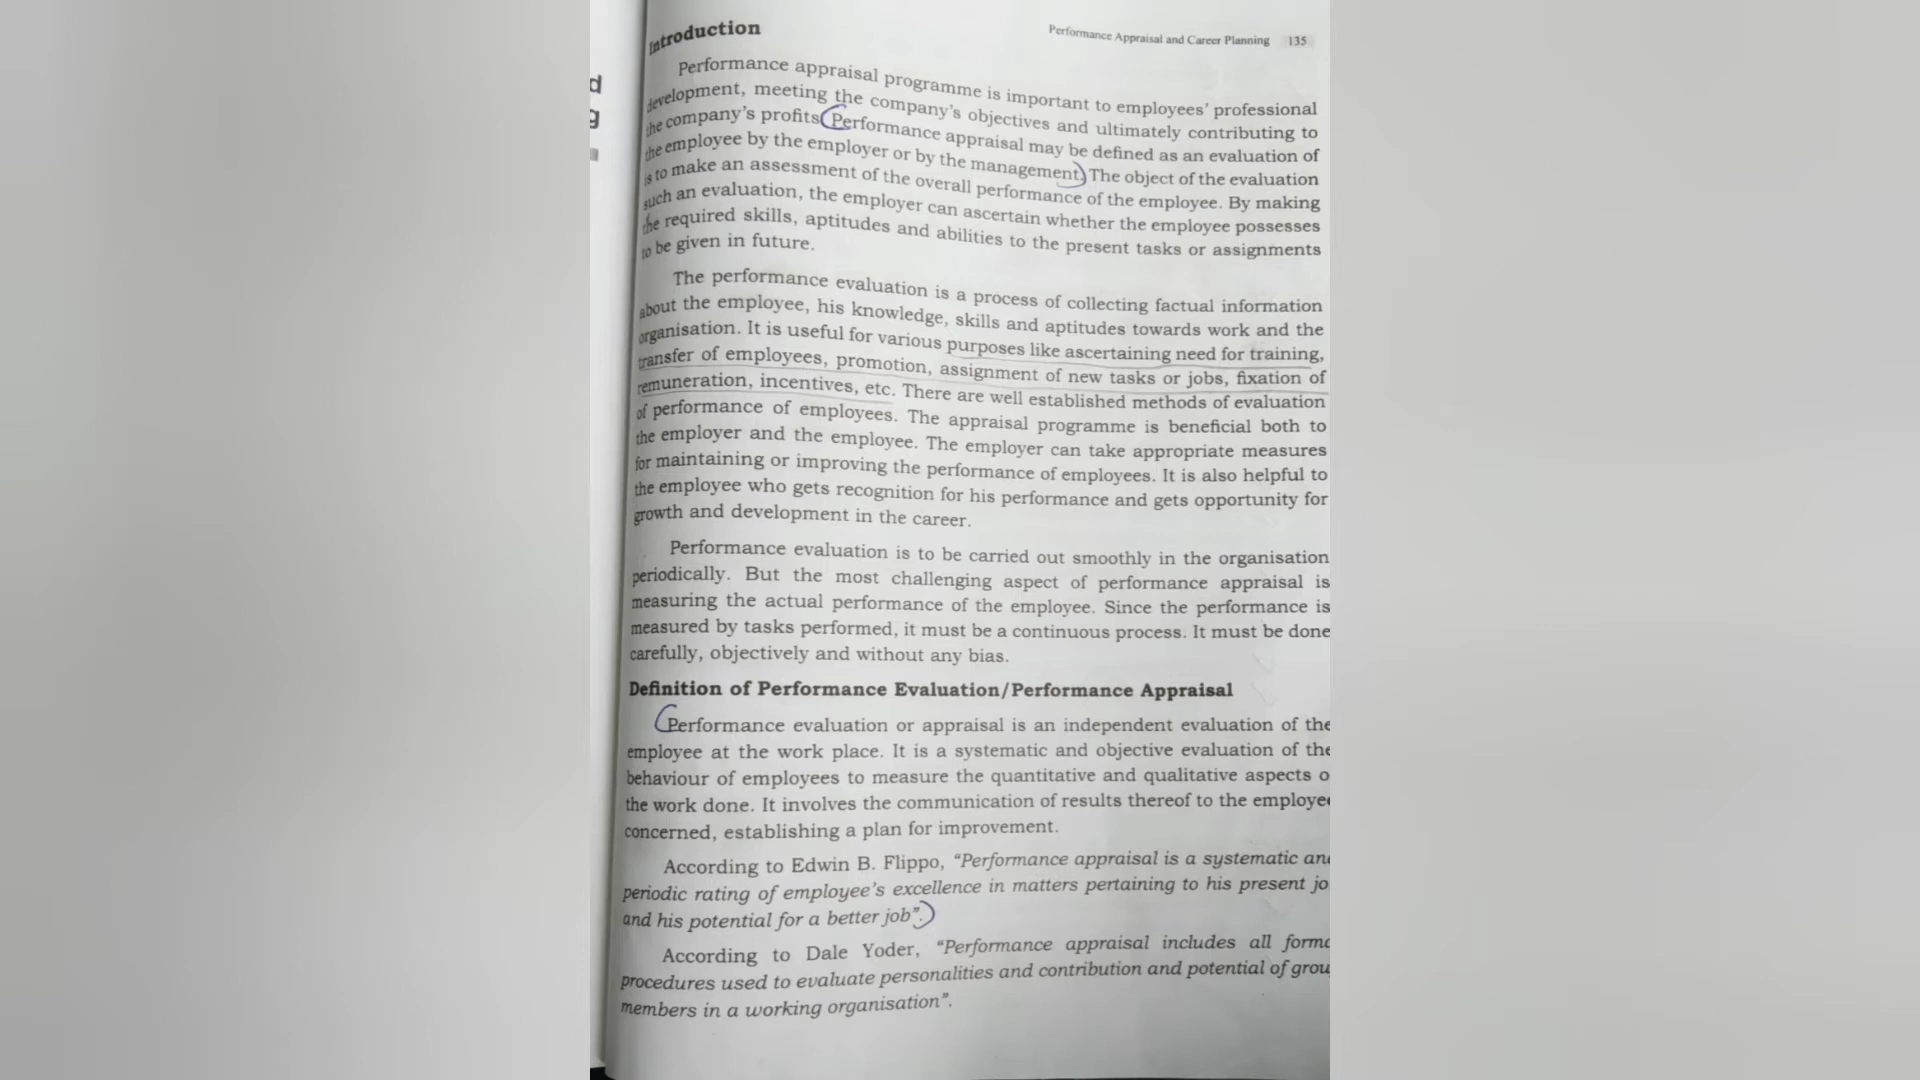 Introduction
Performance Appraisal and Career Planning 135
Performance appraisal programme is important to employees' professional
development, meeting the company's objectives and ultimately contributing to
the company's profits. Performance appraisal may be defined as an evaluation of
the employee by the employer or by the management. The object of the evaluation
is to make an assessment of the overall performance of the employee. By making
such an evaluation, the employer can ascertain whether the employee possesses
the required skills, aptitudes and abilities to the present tasks or assignments
to be given in future.
The performance evaluation is a process of collecting factual information
about the employee, his knowledge, skills and aptitudes towards work and the
organisation. It is useful for various purposes like ascertaining need for training,
transfer of employees, promotion, assignment of new tasks or jobs, fixation of
remuneration, incentives, etc. There are well established methods of evaluation
of performance of employees. The appraisal programme is beneficial both to
the employer and the employee. The employer can take appropriate measures
for maintaining or improving the performance of employees. It is also helpful to
the employee who gets recognition for his performance and gets opportunity for
growth and development in the career.
Performance evaluation is to be carried out smoothly in the organisation
periodically. But the most challenging aspect of performance appraisal is
measuring the actual performance of the employee. Since the performance is
measured by tasks performed, it must be a continuous process. It must be done
carefully, objectively and without any bias.
Definition of Performance Evaluation/Performance Appraisal
Performance evaluation or appraisal is an independent evaluation of the
employee at the work place. It is a systematic and objective evaluation of the
behaviour of employees to measure the quantitative and qualitative aspects o
the work done. It involves the communication of results thereof to the employe
concerned, establishing a plan for improvement.
According to Edwin B. Flippo, "Performance appraisal is a systematic an
periodic rating of employee's excellence in matters pertaining to his present jo
and his potential for a better job".
According to Dale Yoder, "Performance appraisal includes all forma
procedures used to evaluate personalities and contribution and potential of grou
members in a working organisation".